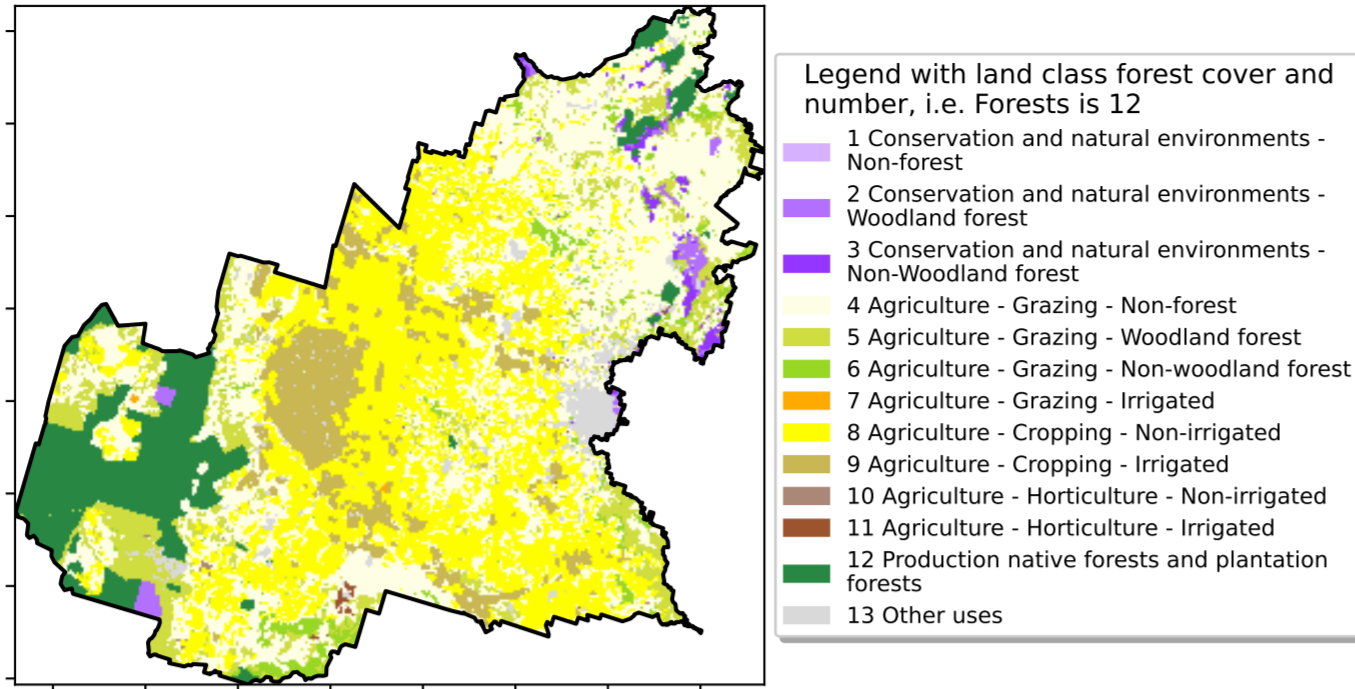 Legend with land class forest cover and
number, i.e. Forests is 12
1 Conservation and natural environments -
Non-forest
2 Conservation and natural environments -
Woodland forest
3 Conservation and natural environments -
Non-Woodland forest
4 Agriculture - Grazing - Non-forest
5 Agriculture - Grazing - Woodland forest
6 Agriculture - Grazing - Non-woodland forest
7 Agriculture - Grazing - Irrigated
8 Agriculture - Cropping - Non-irrigated
9 Agriculture - Cropping - Irrigated
10 Agriculture - Horticulture - Non-irrigated
11 Agriculture - Horticulture - Irrigated
12 Production native forests and plantation
forests
13 Other uses